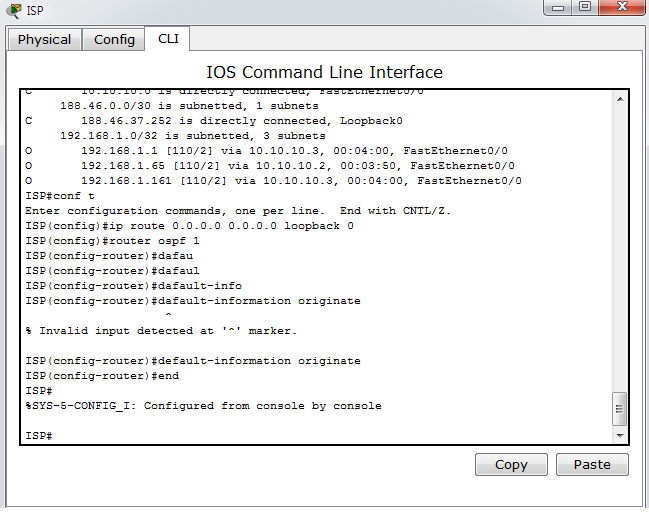 ISP
Physical Config CLI
IOS Command Line Interface
C 10.10.10.0 is directly connected, FastEthernet0/0
188.46.0.0/30 is subnetted, 1 subnets
C 188.46.37.252 is directly connected, Loopback0
192.168.1.0/32 is subnetted, 3 subnets
O 192.168.1.1 [110/2] via 10.10.10.3, 00:04:00, FastEthernet0/0
O 192.168.1.65 [110/2] via 10.10.10.2, 00:03:50, FastEthernet0/0
O 192.168.1.161 [110/2] via 10.10.10.3, 00:04:00, FastEthernet0/0
ISP#conf t
Enter configuration commands, one per line. End with CNTL/Z.
ISP(config)#ip route 0.0.0.0 0.0.0.0 loopback 0
ISP(config)#router ospf 1
ISP(config-router)#dafau
ISP(config-router)#dafaul
ISP(config-router)#dafault-info
ISP(config-router)#dafault-information originate
^
% Invalid input detected at '^' marker.
ISP(config-router)#default-information originate
ISP(config-router)#end
ISP#
%SYS-5-CONFIG_I: Configured from console by console
ISP#
Copy Paste